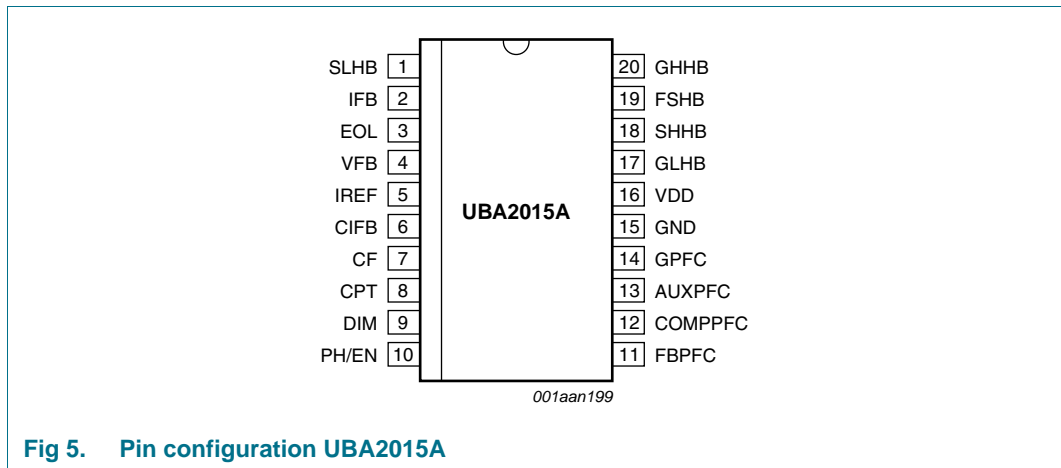 SLHB 1
IFB 2
EOL 3
VFB 4
IREF 5
CIFB 6
CF 7
CPT 8
DIM 9
PH/EN 10
UBA2015A
20 GHHB
19 FSHB
18 SHHB
17 GLHB
16 VDD
15 GND
14 GPFC
13 AUXPFC
12 COMPPFC
11 FBPFC
001aan199
Fig 5. Pin configuration UBA2015A